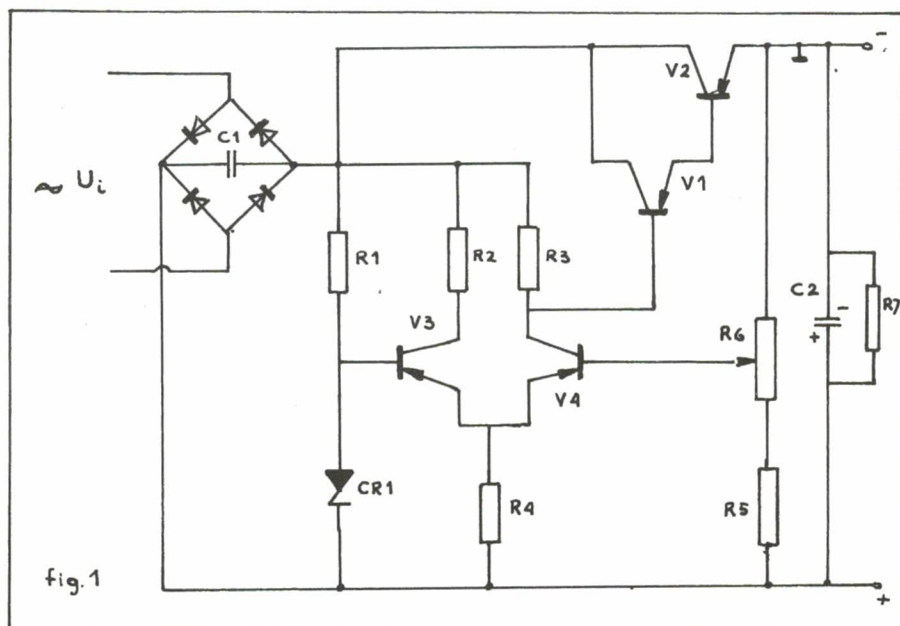 -
V2
C1
~ Ui
V1
R1
R2
R3
C2
-
R7
+
V3
R6
V4
CR1
R4
R5
fig.1
+